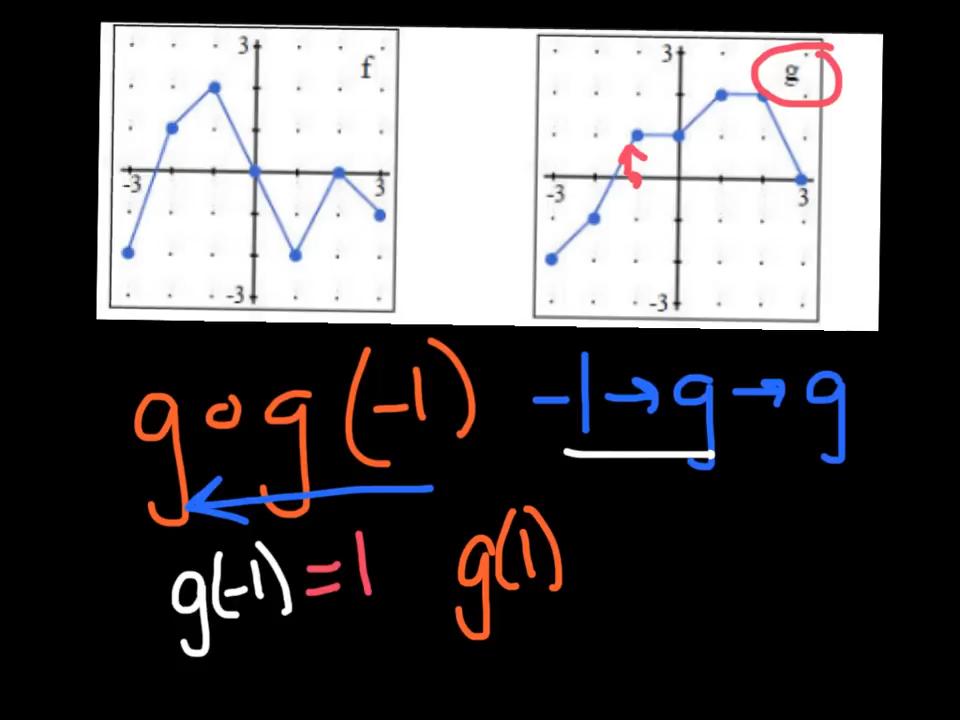 3 f 3 g
-3 3 -3 3
-3 -3
g∘g(-1) -1→g→g
g(-1)=1 g(1)